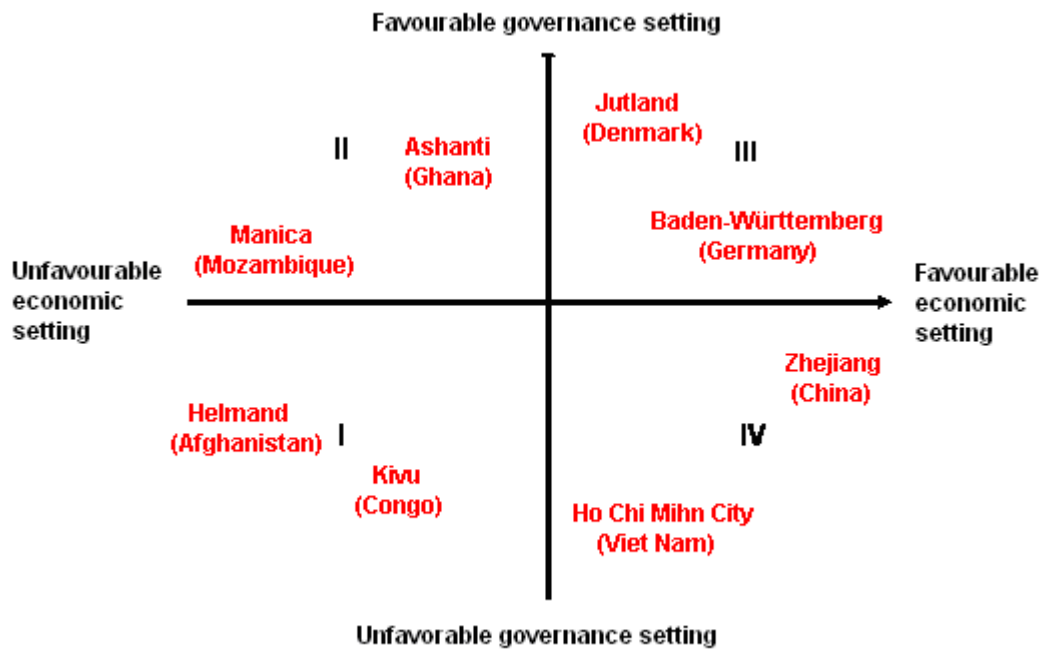 Favourable governance setting
Jutland
(Denmark)
II
Ashanti
(Ghana)
III
Baden-Württemberg
(Germany)
Manica
(Mozambique)
Unfavourable
economic
setting
Favourable
economic
setting
Zhejiang
(China)
Helmand
(Afghanistan)
I
IV
Kivu
(Congo)
Ho Chi Mihn City
(Viet Nam)
Unfavorable governance setting